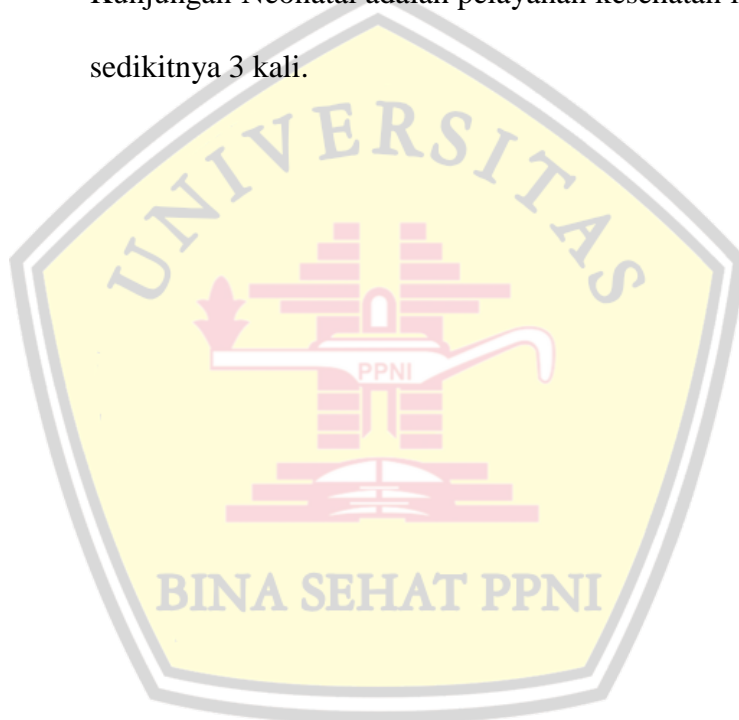 Kunjungan Neonatal adalah pelayanan kesehatan
sedikitnya 3 kali.
UNIVERSITAS
PPNI
BINA SEHAT PPNI